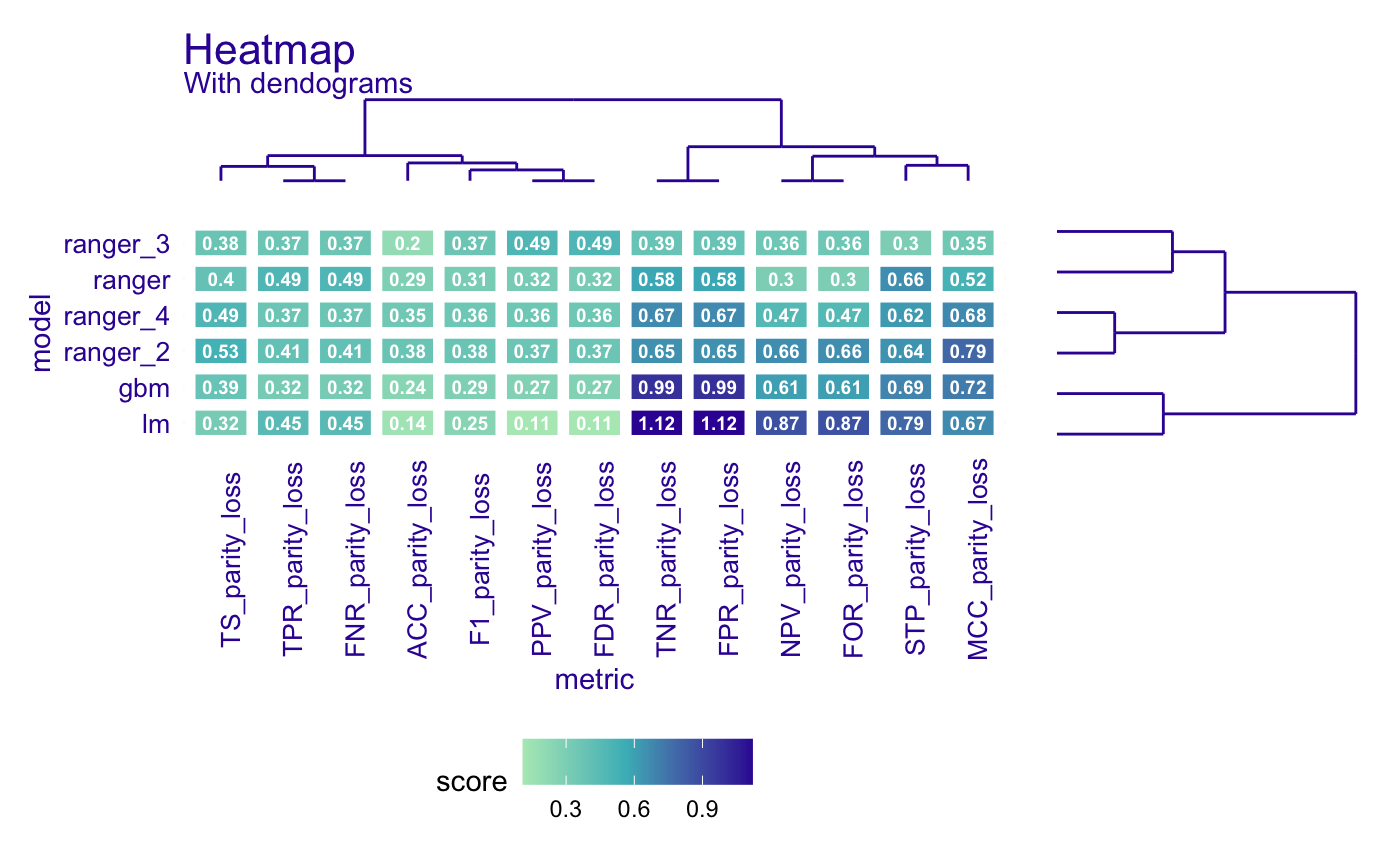 Heatmap
With dendograms
model
ranger_3 0.38 0.37 0.37 0.2 0.37 0.49 0.49 0.39 0.39 0.36 0.36 0.3 0.35
ranger 0.4 0.49 0.49 0.29 0.31 0.32 0.32 0.58 0.58 0.3 0.3 0.66 0.52
ranger_4 0.49 0.37 0.37 0.35 0.36 0.36 0.36 0.67 0.67 0.47 0.47 0.62 0.68
ranger_2 0.53 0.41 0.41 0.38 0.38 0.37 0.37 0.65 0.65 0.66 0.66 0.64 0.79
gbm 0.39 0.32 0.32 0.24 0.29 0.27 0.27 0.99 0.99 0.61 0.61 0.69 0.72
lm 0.32 0.45 0.45 0.14 0.25 0.11 0.11 1.12 1.12 0.87 0.87 0.79 0.67
TS_parity_loss
TPR_parity_loss
FNR_parity_loss
ACC_parity_loss
F1_parity_loss
PPV_parity_loss
FDR_parity_loss
TNR_parity_loss
FPR_parity_loss
NPV_parity_loss
FOR_parity_loss
STP_parity_loss
MCC_parity_loss
metric
score
0.3 0.6 0.9